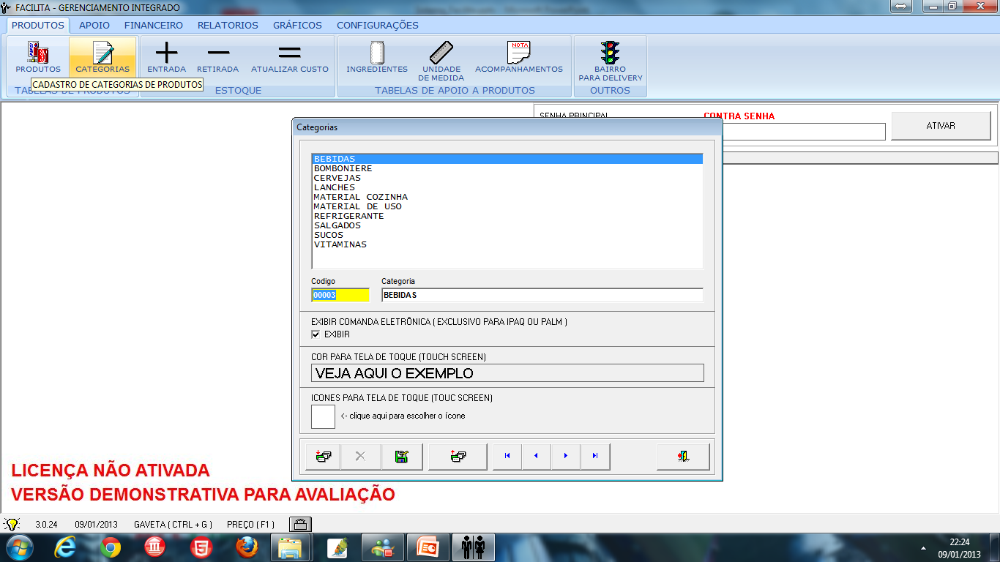 FACILITA - GERENCIAMENTO INTEGRADO
PRODUTOS APOIO FINANCEIRO RELATORIOS GRÁFICOS CONFIGURAÇÕES
PRODUTOS CATEGORIAS ENTRADA RETIRADA ATUALIZAR CUSTO INGREDIENTES UNIDADE DE MEDIDA NOTA ACOMPANHAMENTOS BAIRRO PARA DELIVERY
CADASTRO DE CATEGORIAS DE PRODUTOS
TABELAS DE PRODUTOS ESTOQUE TABELAS DE APOIO A PRODUTOS OUTROS
SENHA PRINCIPAL CONTRA SENHA
ATIVAR
Categorias
BEBIDAS
BOMBONIERE
CERVEJAS
LANCHES
MATERIAL COZINHA
MATERIAL DE USO
REFRIGERANTE
SALGADOS
SUCOS
VITAMINAS
Codigo Categoria
00003 BEBIDAS
EXIBIR COMANDA ELETRÔNICA ( EXCLUSIVO PARA IPAQ OU PALM )
EXIBIR
COR PARA TELA DE TOQUE (TOUCH SCREEN)
VEJA AQUI O EXEMPLO
ICONES PARA TELA DE TOQUE (TOUC SCREEN)
<- clique aqui para escolher o ícone
LICENÇA NÃO ATIVADA
VERSÃO DEMONSTRATIVA PARA AVALIAÇÃO
3.0.24 09/01/2013 GAVETA ( CTRL + G ) PREÇO ( F1 )
22:24
09/01/2013